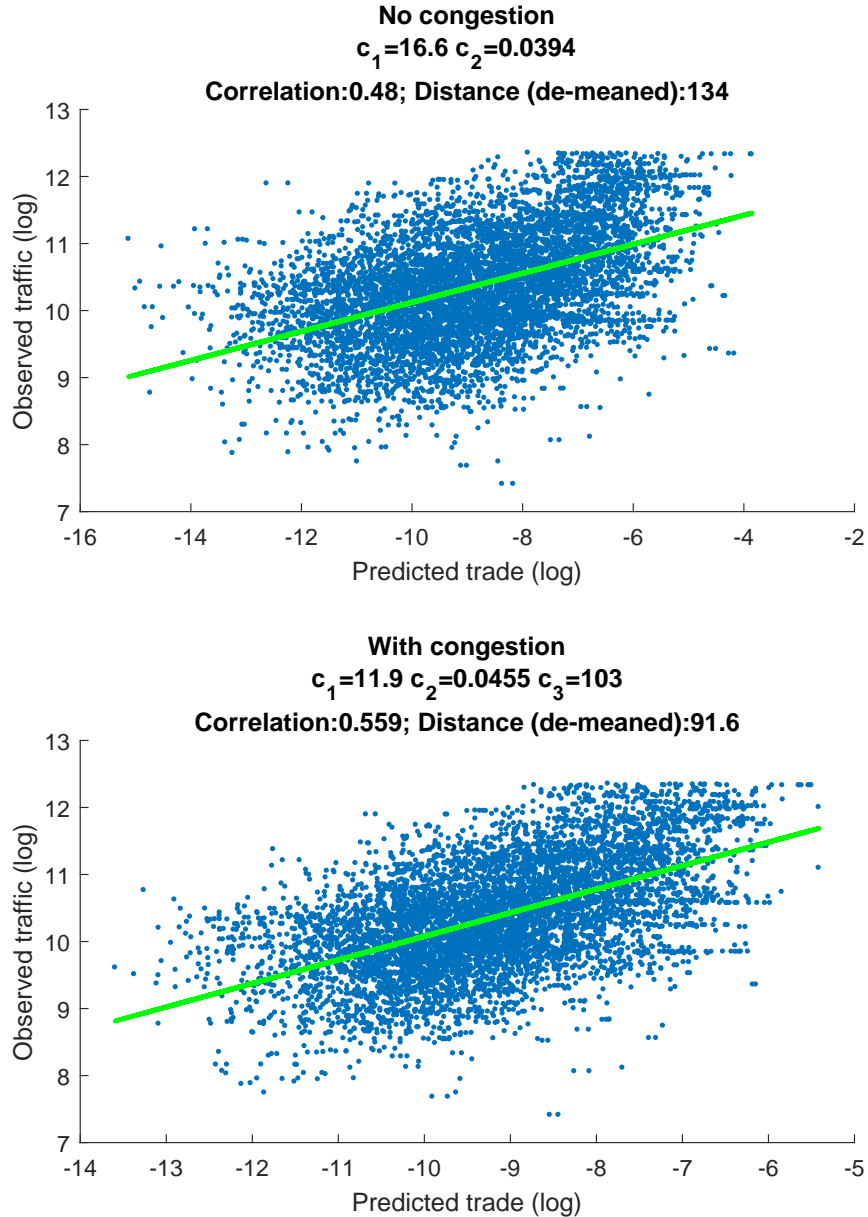 No congestion
c1=16.6 c2=0.0394
Correlation:0.48; Distance (de-meaned):134
13
12
11
10
9
8
7
Observed traffic (log)
-16 -14 -12 -10 -8 -6 -4 -2
Predicted trade (log)
With congestion
c1=11.9 c2=0.0455 c3=103
Correlation:0.559; Distance (de-meaned):91.6
13
12
11
10
9
8
7
Observed traffic (log)
-14 -13 -12 -11 -10 -9 -8 -7 -6 -5
Predicted trade (log)